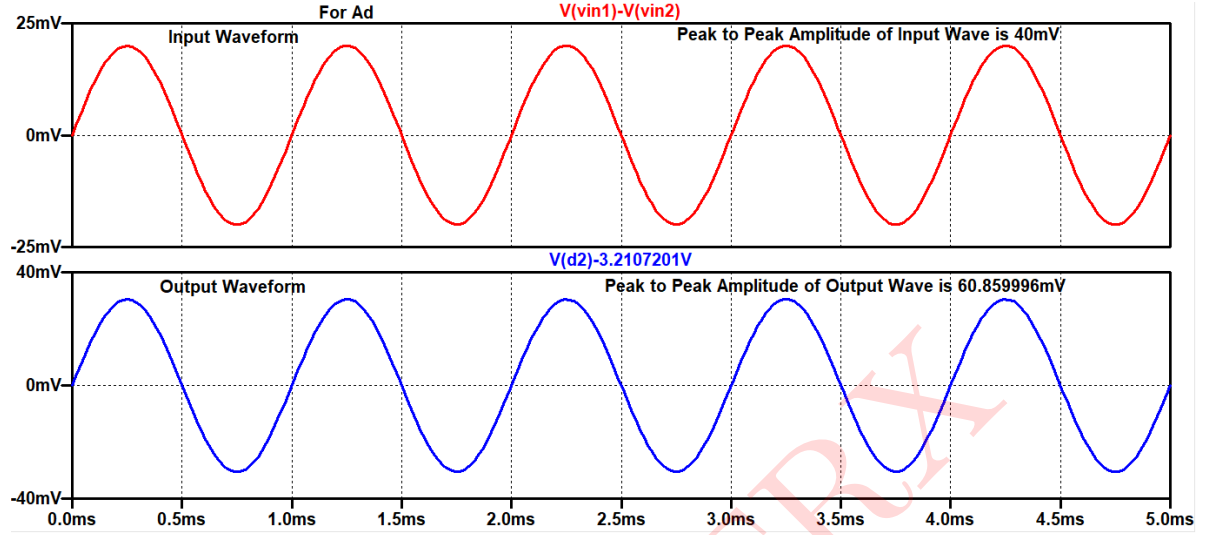 For Ad
V(vin1)-V(vin2)
25mV
Input Waveform
Peak to Peak Amplitude of Input Wave is 40mV
0mV
-25mV
V(d2)-3.2107201V
40mV
Output Waveform
Peak to Peak Amplitude of Output Wave is 60.859996mV
0mV
-40mV
0.0ms 0.5ms 1.0ms 1.5ms 2.0ms 2.5ms 3.0ms 3.5ms 4.0ms 4.5ms 5.0ms
RX